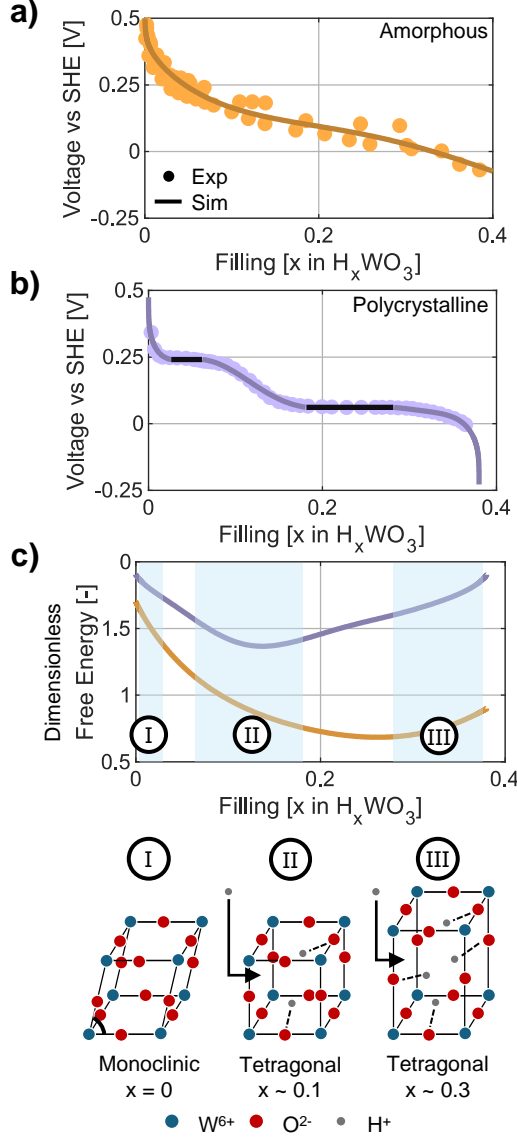 a)
0.5
0.25
0
-0.25
Voltage vs SHE [V]
Amorphous
Exp
Sim
0
0.2
0.4
Filling [x in HₓWO₃]
b)
0.5
0.25
0
-0.25
Voltage vs SHE [V]
Polycrystalline
0
0.2
0.4
Filling [x in HₓWO₃]
c)
0
1.5
1
0.5
Dimensionless
Free Energy [-]
I
II
III
0
0.2
0.4
Filling [x in HₓWO₃]
I
II
III
Monoclinic
x = 0
Tetragonal
x ~ 0.1
Tetragonal
x ~ 0.3
W⁶⁺
O²⁻
H⁺